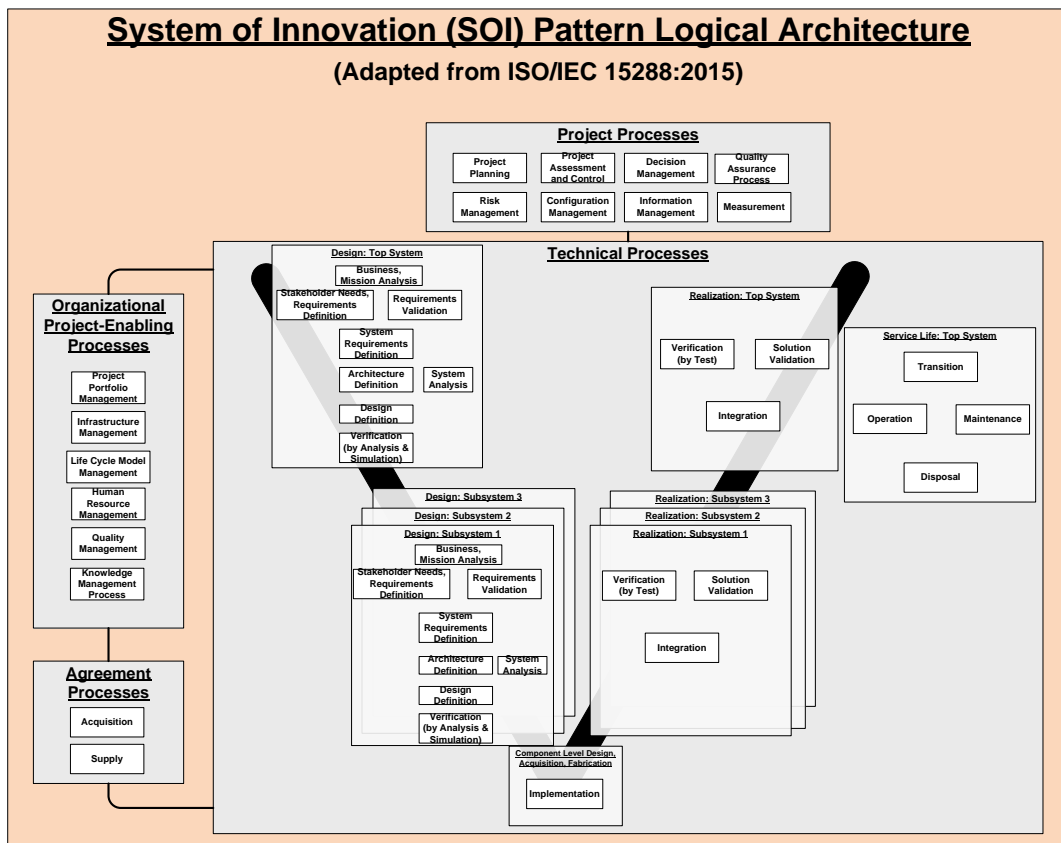 System of Innovation (SOI) Pattern Logical Architecture
(Adapted from ISO/IEC 15288:2015)
Project Processes
Project
Planning
Project
Assessment
and Control
Decision
Management
Quality
Assurance
Process
Risk
Management
Configuration
Management
Information
Management
Measurement
Technical Processes
Organizational
Project-Enabling
Processes
Project
Portfolio
Management
Infrastructure
Management
Life Cycle Model
Management
Human
Resource
Management
Quality
Management
Knowledge
Management
Process
Agreement
Processes
Acquisition
Supply
Design: Top System
Business,
Mission Analysis
Stakeholder Needs,
Requirements
Definition
Requirements
Validation
System
Requirements
Definition
Architecture
Definition
System
Analysis
Design
Definition
Verification
(by Analysis &
Simulation)
Realization: Top System
Verification
(by Test)
Solution
Validation
Integration
Service Life: Top System
Transition
Operation
Maintenance
Disposal
Design: Subsystem 3
Design: Subsystem 2
Design: Subsystem 1
Business,
Mission Analysis
Stakeholder Needs,
Requirements
Definition
Requirements
Validation
System
Requirements
Definition
Architecture
Definition
System
Analysis
Design
Definition
Verification
(by Analysis &
Simulation)
Realization: Subsystem 3
Realization: Subsystem 2
Realization: Subsystem 1
Verification
(by Test)
Solution
Validation
Integration
Component Level Design,
Acquisition, Fabrication
Implementation